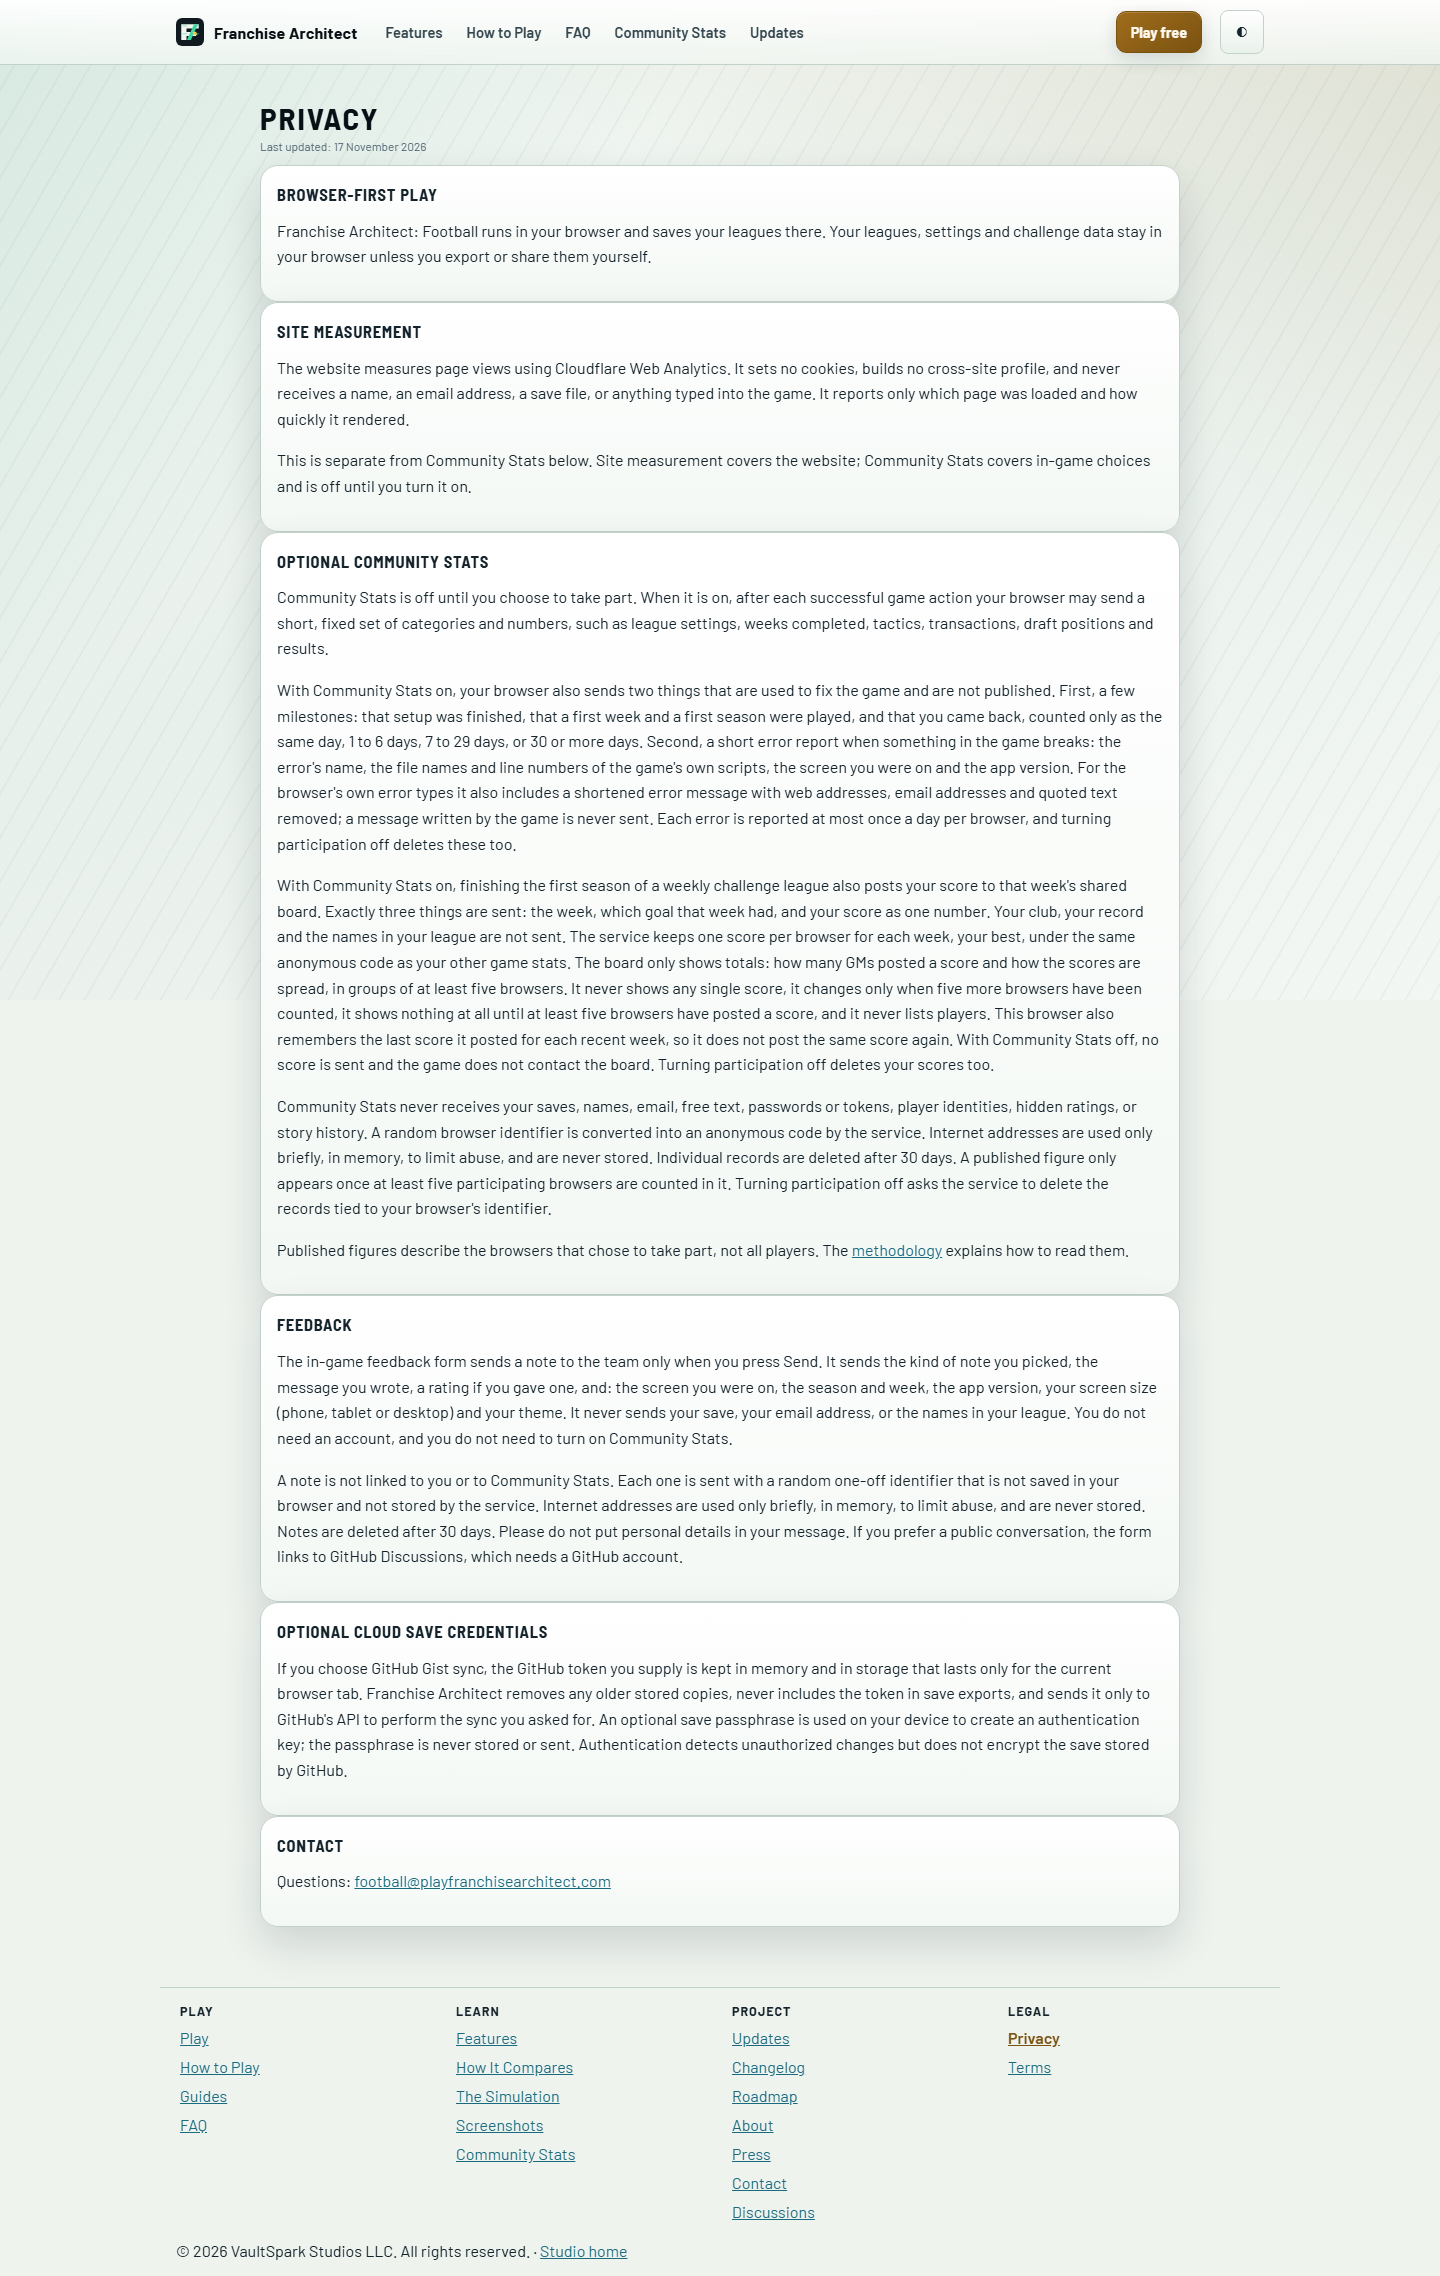 Franchise Architect
Features
How to Play
FAQ
Community Stats
Updates
Play free
PRIVACY
Last updated: 17 November 2026
BROWSER-FIRST PLAY
Franchise Architect: Football runs in your browser and saves your leagues there. Your leagues, settings and challenge data stay in
your browser unless you export or share them yourself.
SITE MEASUREMENT
The website measures page views using Cloudflare Web Analytics. It sets no cookies, builds no cross-site profile, and never
receives a name, an email address, a save file, or anything typed into the game. It reports only which page was loaded and how
quickly it rendered.
This is separate from Community Stats below. Site measurement covers the website; Community Stats covers in-game choices
and is off until you turn it on.
OPTIONAL COMMUNITY STATS
Community Stats is off until you choose to take part. When it is on, after each successful game action your browser may send a
short, fixed set of categories and numbers, such as league settings, weeks completed, tactics, transactions, draft positions and
results.
With Community Stats on, your browser also sends two things that are used to fix the game and are not published. First, a few
milestones: that setup was finished, that a first week and a first season were played, and that you came back, counted only as the
same day, 1 to 6 days, 7 to 29 days, or 30 or more days. Second, a short error report when something in the game breaks: the
error's name, the file names and line numbers of the game's own scripts, the screen you were on and the app version. For the
browser's own error types it also includes a shortened error message with web addresses, email addresses and quoted text
removed; a message written by the game is never sent. Each error is reported at most once a day per browser, and turning
participation off deletes these too.
With Community Stats on, finishing the first season of a weekly challenge league also posts your score to that week's shared
board. Exactly three things are sent: the week, which goal that week had, and your score as one number. Your club, your record
and the names in your league are not sent. The service keeps one score per browser for each week, your best, under the same
anonymous code as your other game stats. The board only shows totals: how many GMs posted a score and how the scores are
spread, in groups of at least five browsers. It never shows any single score, it changes only when five more browsers have been
counted, it shows nothing at all until at least five browsers have posted a score, and it never lists players. This browser also
remembers the last score it posted for each recent week, so it does not post the same score again. With Community Stats off, no
score is sent and the game does not contact the board. Turning participation off deletes your scores too.
Community Stats never receives your saves, names, email, free text, passwords or tokens, player identities, hidden ratings, or
story history. A random browser identifier is converted into an anonymous code by the service. Internet addresses are used only
briefly, in memory, to limit abuse, and are never stored. Individual records are deleted after 30 days. A published figure only
appears once at least five participating browsers are counted in it. Turning participation off asks the service to delete the
records tied to your browser's identifier.
Published figures describe the browsers that chose to take part, not all players. The methodology explains how to read them.
FEEDBACK
The in-game feedback form sends a note to the team only when you press Send. It sends the kind of note you picked, the
message you wrote, a rating if you gave one, and: the screen you were on, the season and week, the app version, your screen size
(phone, tablet or desktop) and your theme. It never sends your save, your email address, or the names in your league. You do not
need an account, and you do not need to turn on Community Stats.
A note is not linked to you or to Community Stats. Each one is sent with a random one-off identifier that is not saved in your
browser and not stored by the service. Internet addresses are used only briefly, in memory, to limit abuse, and are never stored.
Notes are deleted after 30 days. Please do not put personal details in your message. If you prefer a public conversation, the form
links to GitHub Discussions, which needs a GitHub account.
OPTIONAL CLOUD SAVE CREDENTIALS
If you choose GitHub Gist sync, the GitHub token you supply is kept in memory and in storage that lasts only for the current
browser tab. Franchise Architect removes any older stored copies, never includes the token in save exports, and sends it only to
GitHub's API to perform the sync you asked for. An optional save passphrase is used on your device to create an authentication
key; the passphrase is never stored or sent. Authentication detects unauthorized changes but does not encrypt the save stored
by GitHub.
CONTACT
Questions: football@playfranchisearchitect.com
PLAY
Play
How to Play
Guides
FAQ
LEARN
Features
How It Compares
The Simulation
Screenshots
Community Stats
PROJECT
Updates
Changelog
Roadmap
About
Press
Contact
Discussions
LEGAL
Privacy
Terms
© 2026 VaultSpark Studios LLC. All rights reserved. · Studio home